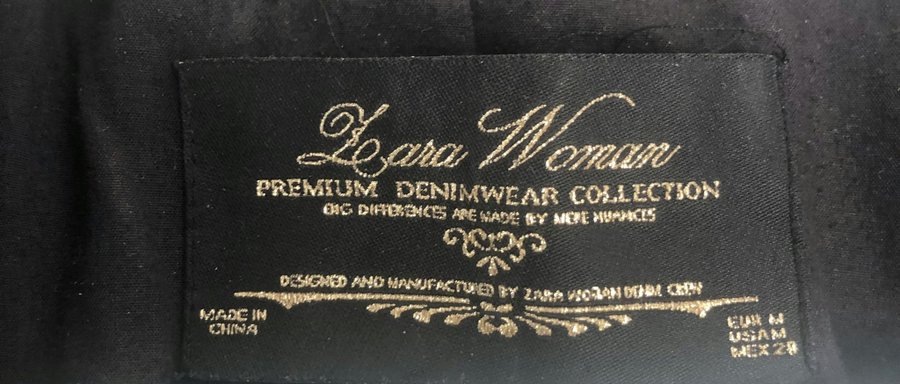 Zara Woman
PREMIUM DENIMWEAR COLLECTION
BIG DIFFERENCES ARE MADE BY MERE NUANCES
DESIGNED AND MANUFACTURED BY ZARA WOMAN DENIM CREW
MADE IN
CHINA
EUR M
USA M
MEX 28